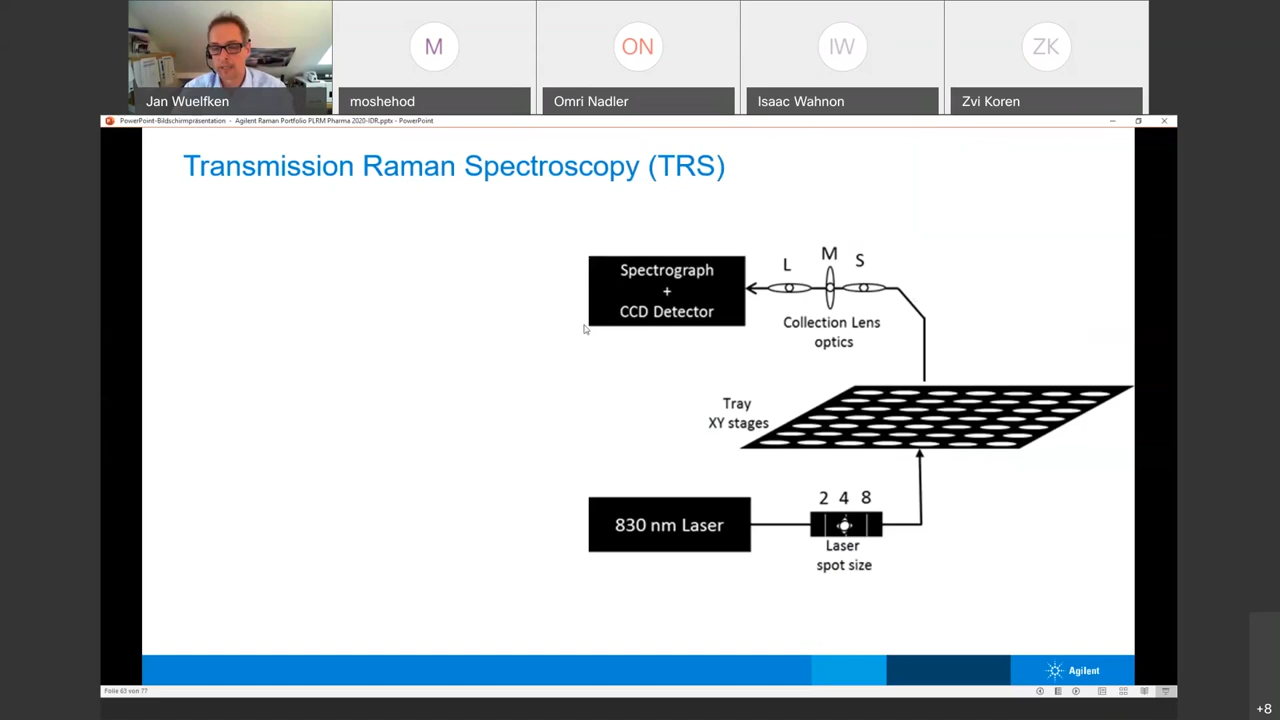 M
ON
IW
ZK
Jan Wuelfken
moshehod
Omri Nadler
Isaac Wahnon
Zvi Koren
PowerPoint-Bildschirmpräsentation - Agilent Raman Portfolio PLRM Pharma 2020-IDR.pptx - PowerPoint
Transmission Raman Spectroscopy (TRS)
Spectrograph
+
CCD Detector
L
M
S
Collection Lens
optics
Tray
XY stages
830 nm Laser
2 4 8
Laser
spot size
Agilent
Folie 63 von 77
+8